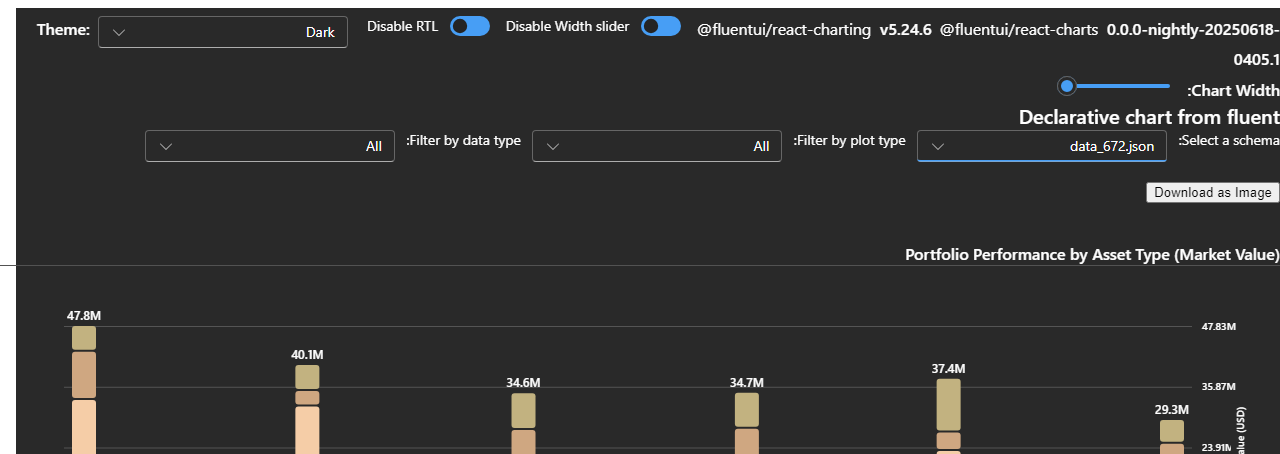 Theme: Dark Disable RTL Disable Width slider @fluentui/react-charting v5.24.6 @fluentui/react-charts 0.0.0-nightly-20250618-
0405.1
:Chart Width
Declarative chart from fluent
:Select a schema data_672.json :Filter by plot type All :Filter by data type All
Download as Image
Portfolio Performance by Asset Type (Market Value)
47.8M
40.1M
34.6M
34.7M
37.4M
29.3M
47.83M
35.87M
23.91M
(USD)